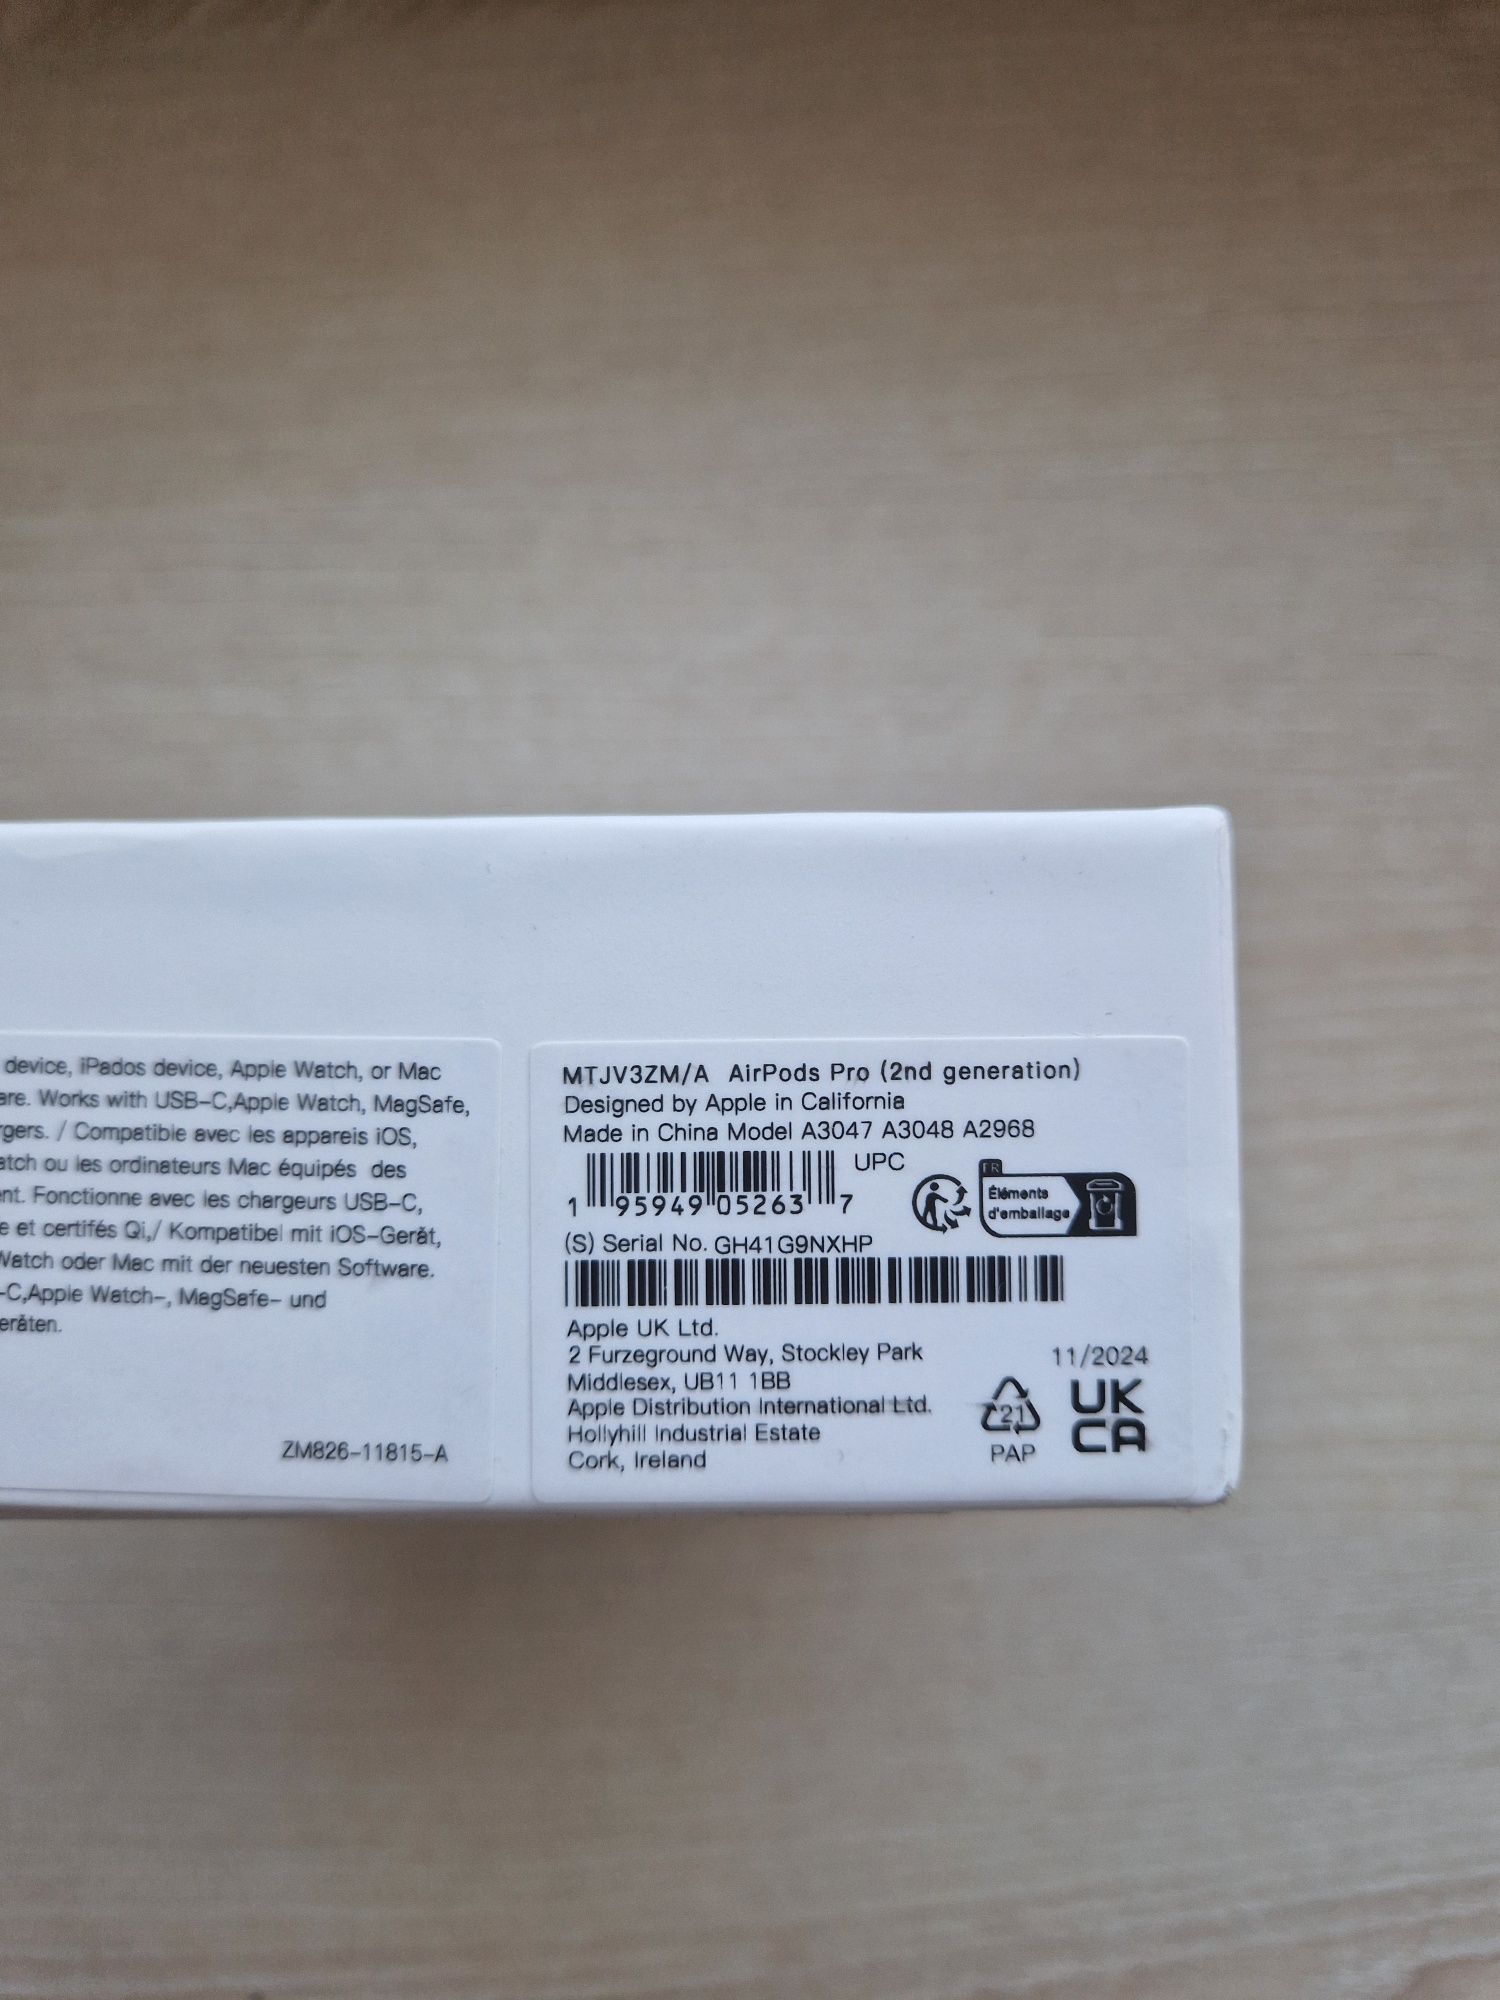 device, iPados device, Apple Watch, or Mac
are. Works with USB-C,Apple Watch, MagSafe,
rgers. / Compatible avec les appareis iOS,
atch ou les ordinateurs Mac équipés des
nt. Fonctionne avec les chargeurs USB-C,
e et certifés Qi,/ Kompatibel mit iOS-Gerăt,
Watch oder Mac mit der neuesten Software.
-C,Apple Watch-, MagSafe- und
erăten.
ZM826-11815-A
MTJV3ZM/A AirPods Pro (2nd generation)
Designed by Apple in California
Made in China Model A3047 A3048 A2968
UPC
1 95949 05263 7
FR
Éléments
d'emballage
(S) Serial No. GH41G9NXHP
Apple UK Ltd.
2 Furzeground Way, Stockley Park
Middlesex, UB11 1BB
Apple Distribution International Ltd.
Hollyhill Industrial Estate
Cork, Ireland
11/2024
21
PAP
UK
CA